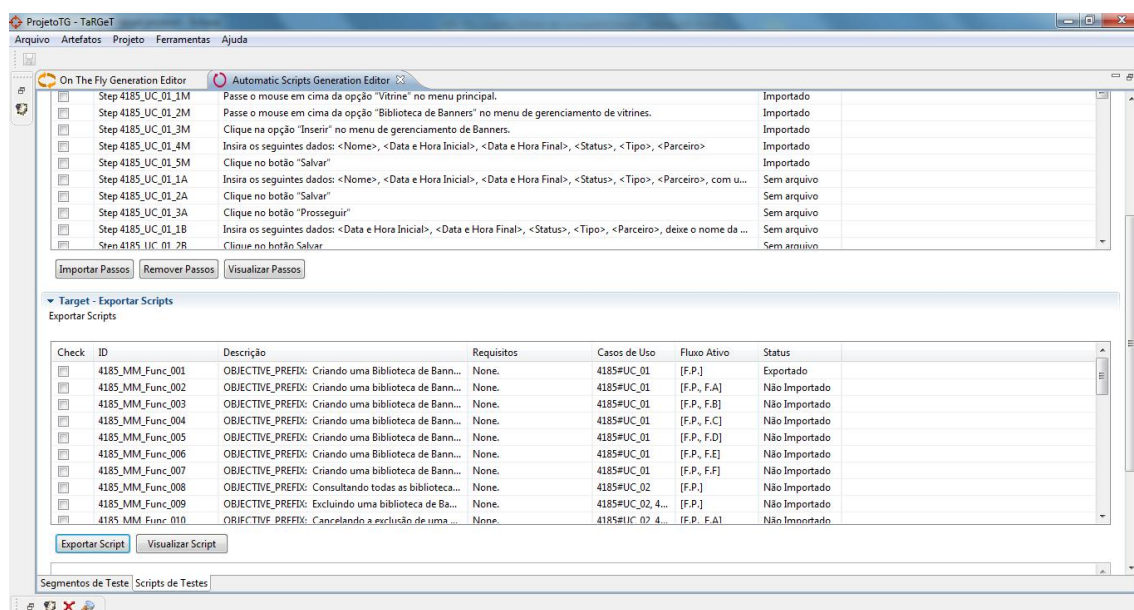 ProjetoTG - TaRGeT
Arquivo Artefatos Projeto Ferramentas Ajuda
On The Fly Generation Editor Automatic Scripts Generation Editor
Step 4185_UC_01_1M Passe o mouse em cima da opção "Vitrine" no menu principal. Importado
Step 4185_UC_01_2M Passe o mouse em cima da opção "Biblioteca de Banners" no menu de gerenciamento de vitrines. Importado
Step 4185_UC_01_3M Clique na opção "Inserir" no menu de gerenciamento de Banners. Importado
Step 4185_UC_01_4M Insira os seguintes dados: <Nome>, <Data e Hora Inicial>, <Data e Hora Final>, <Status>, <Tipo>, <Parceiro> Importado
Step 4185_UC_01_5M Clique no botão "Salvar" Importado
Step 4185_UC_01_1A Insira os seguintes dados: <Nome>, <Data e Hora Inicial>, <Data e Hora Final>, <Status>, <Tipo>, <Parceiro>, com u... Sem arquivo
Step 4185_UC_01_2A Clique no botão "Salvar" Sem arquivo
Step 4185_UC_01_3A Clique no botão "Prosseguir" Sem arquivo
Step 4185_UC_01_1B Insira os seguintes dados: <Data e Hora Inicial>, <Data e Hora Final>, <Status>, <Tipo>, <Parceiro>, deixe o nome da ... Sem arquivo
Step 4185_UC_01_2B Clique no botão Salvar Sem arquivo
Importar Passos Remover Passos Visualizar Passos
Target - Exportar Scripts
Exportar Scripts
Check ID Descrição Requisitos Casos de Uso Fluxo Ativo Status
4185_MM_Func_001 OBJECTIVE_PREFIX: Criando uma Biblioteca de Bann... None. 4185#UC_01 [F.P.] Exportado
4185_MM_Func_002 OBJECTIVE_PREFIX: Criando uma biblioteca de Bann... None. 4185#UC_01 [F.P., F.A] Não Importado
4185_MM_Func_003 OBJECTIVE_PREFIX: Criando uma biblioteca de Bann... None. 4185#UC_01 [F.P., F.B] Não Importado
4185_MM_Func_004 OBJECTIVE_PREFIX: Criando uma biblioteca de Bann... None. 4185#UC_01 [F.P., F.C] Não Importado
4185_MM_Func_005 OBJECTIVE_PREFIX: Criando uma Biblioteca de Bann... None. 4185#UC_01 [F.P., F.D] Não Importado
4185_MM_Func_006 OBJECTIVE_PREFIX: Criando uma Biblioteca de Bann... None. 4185#UC_01 [F.P., F.E] Não Importado
4185_MM_Func_007 OBJECTIVE_PREFIX: Criando uma Biblioteca de Bann... None. 4185#UC_01 [F.P., F.F] Não Importado
4185_MM_Func_008 OBJECTIVE_PREFIX: Consultando todas as biblioteca... None. 4185#UC_02 [F.P.] Não Importado
4185_MM_Func_009 OBJECTIVE_PREFIX: Excluindo uma biblioteca de Ba... None. 4185#UC_02, 4... [F.P.] Não Importado
4185_MM_Func_010 OBJECTIVE_PREFIX: Cancelando a exclusão de uma ... None. 4185#UC_02, 4... [F.P., F.A] Não Importado
Exportar Script Visualizar Script
Segmentos de Teste Scripts de Testes